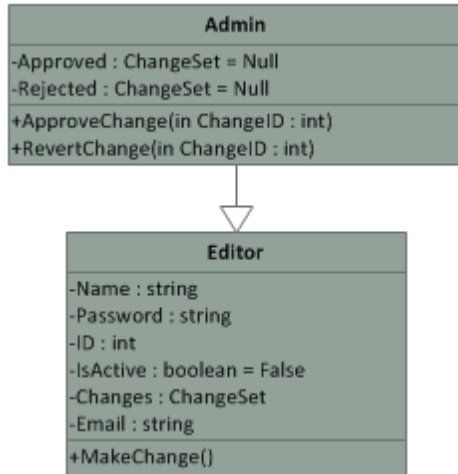 Admin
-Approved : ChangeSet = Null
-Rejected : ChangeSet = Null
+ApproveChange(in ChangeID : int)
+RevertChange(in ChangeID : int)
Editor
-Name : string
-Password : string
-ID : int
-IsActive : boolean = False
-Changes : ChangeSet
-Email : string
+MakeChange()